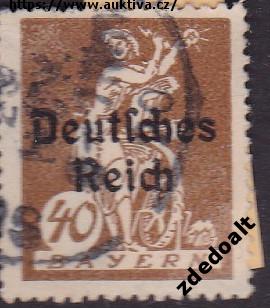 https://www.auktiva.cz/
Deutsches
Reich
40
BAYERN
zdedoalt